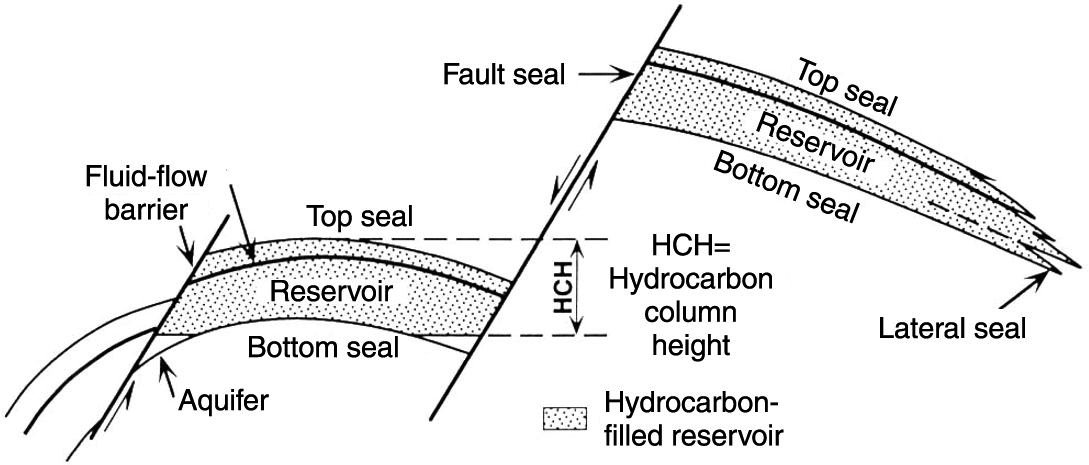 Fault seal
Top seal
Reservoir
Bottom seal
Fluid-flow
barrier
Top seal
Reservoir
HCH
HCH=
Hydrocarbon
column
height
Lateral seal
Bottom seal
Aquifer
Hydrocarbon-
filled reservoir